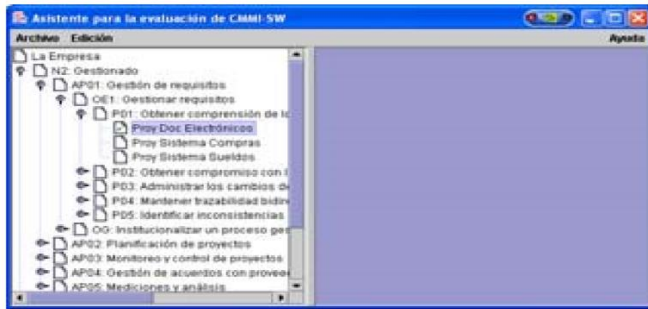 Asistente para la evaluación de CMMI-SW
Archivo Edición Ayuda
La Empresa
N2: Gestionado
AP01: Gestión de requisitos
OE1: Gestionar requisitos
P01: Obtener comprensión de lo
Proy Doc Electrónicos
Proy Sistema Compras
Proy Sistema Sueldos
P02: Obtener compromiso con l
P03: Administrar los cambios de
P04: Mantener trazabilidad bidire
P05: Identificar inconsistencias
OG: Institucionalizar un proceso ges
AP02: Planificación de proyectos
AP03: Monitoreo y control de proyectos
AP04: Gestión de acuerdos con proveed
AP05: Mediciones y análisis